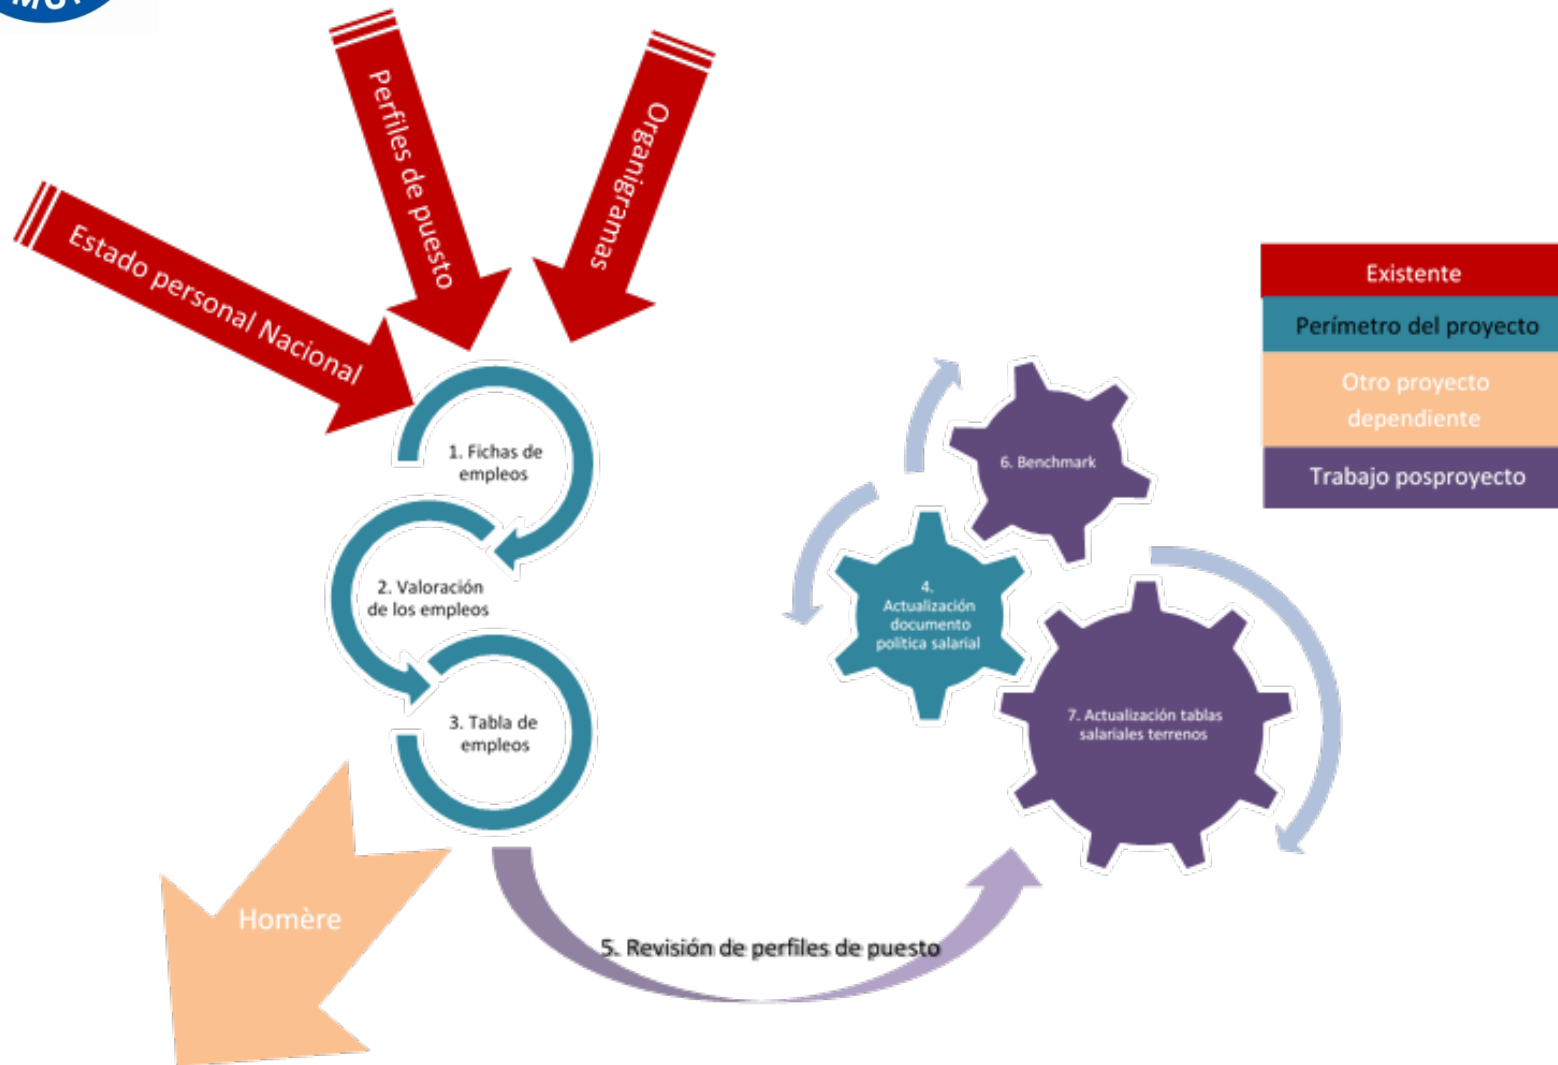 Perfiles de puesto
Organigramas
Estado personal Nacional
Existente
Perímetro del proyecto
Otro proyecto
dependiente
Trabajo posproyecto
1. Fichas de
empleos
2. Valoración
de los empleos
3. Tabla de
empleos
6. Benchmark
4.
Actualización
documento
política salarial
7. Actualización tablas
salariales terrenos
Homère
5. Revisión de perfiles de puesto